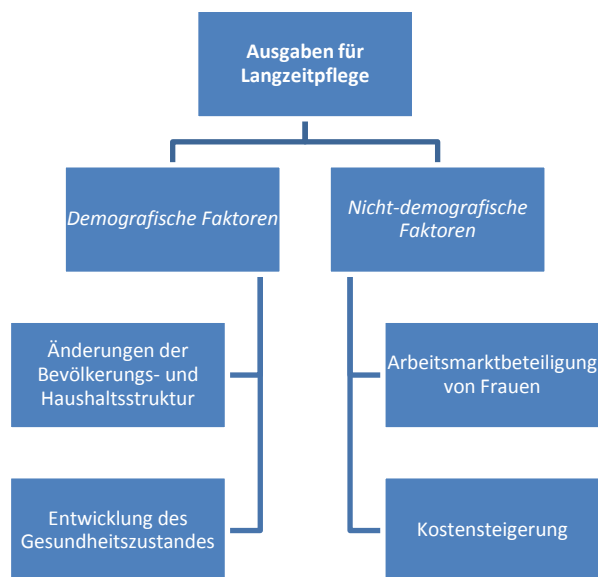 Ausgaben für
Langzeitpflege
Demografische Faktoren
Nicht-demografische
Faktoren
Änderungen der
Bevölkerungs- und
Haushaltsstruktur
Arbeitsmarktbeteiligung
von Frauen
Entwicklung des
Gesundheitszustandes
Kostensteigerung